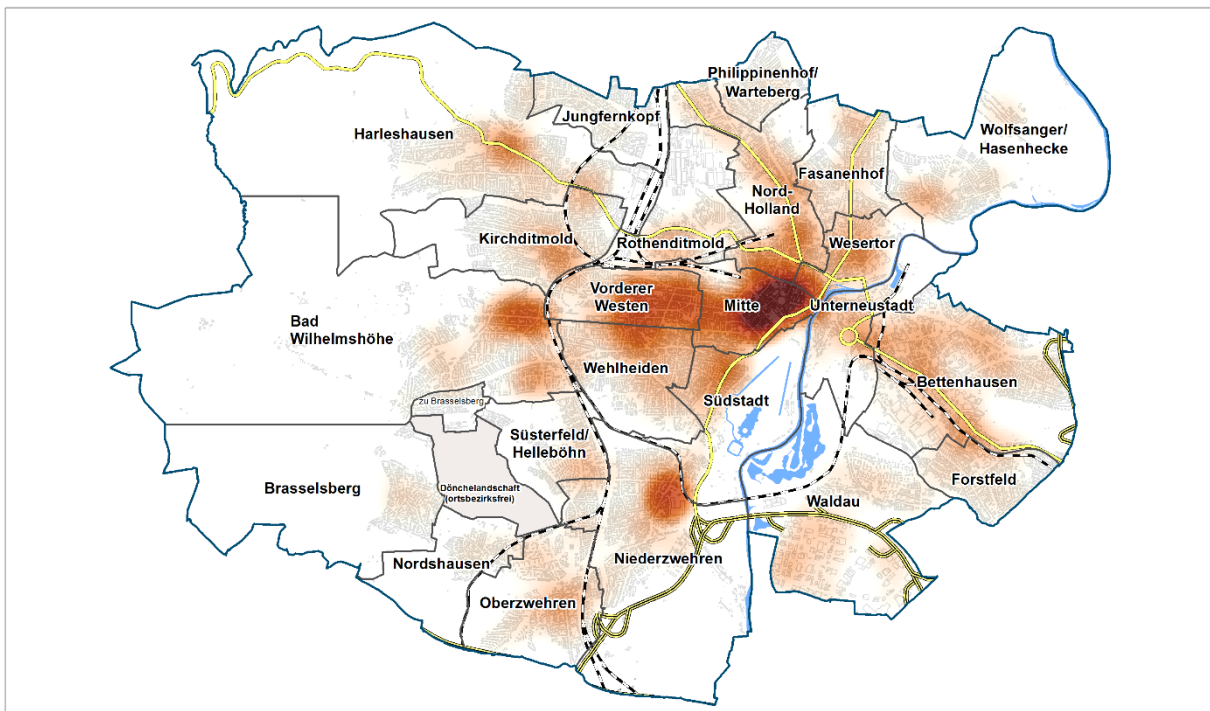 Philippinenhof/
Warteberg
Jungfernkopf
Harleshausen
Wolfsanger/
Hasenhecke
Fasanenhof
Nord-
Holland
Kirchditmold
Rothenditmold
Wesertor
Vorderer
Westen
Mitte
Unterneustadt
Bad
Wilhelmshöhe
Wehlheiden
Bettenhausen
Südstadt
zu Brasselsberg
Süsterfeld/
Helleböhn
Brasselsberg
Dönchelandschaft
(ortsbezirksfrei)
Forstfeld
Waldau
Nordshausen
Niederzwehren
Oberzwehren